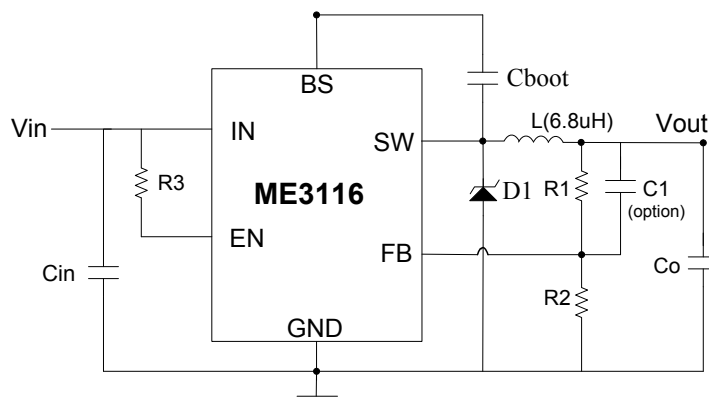 BS
Cboot
Vin
IN
SW
L(6.8uH)
Vout
R3
ME3116
D1
R1
C1
(option)
EN
FB
Cin
Co
R2
GND